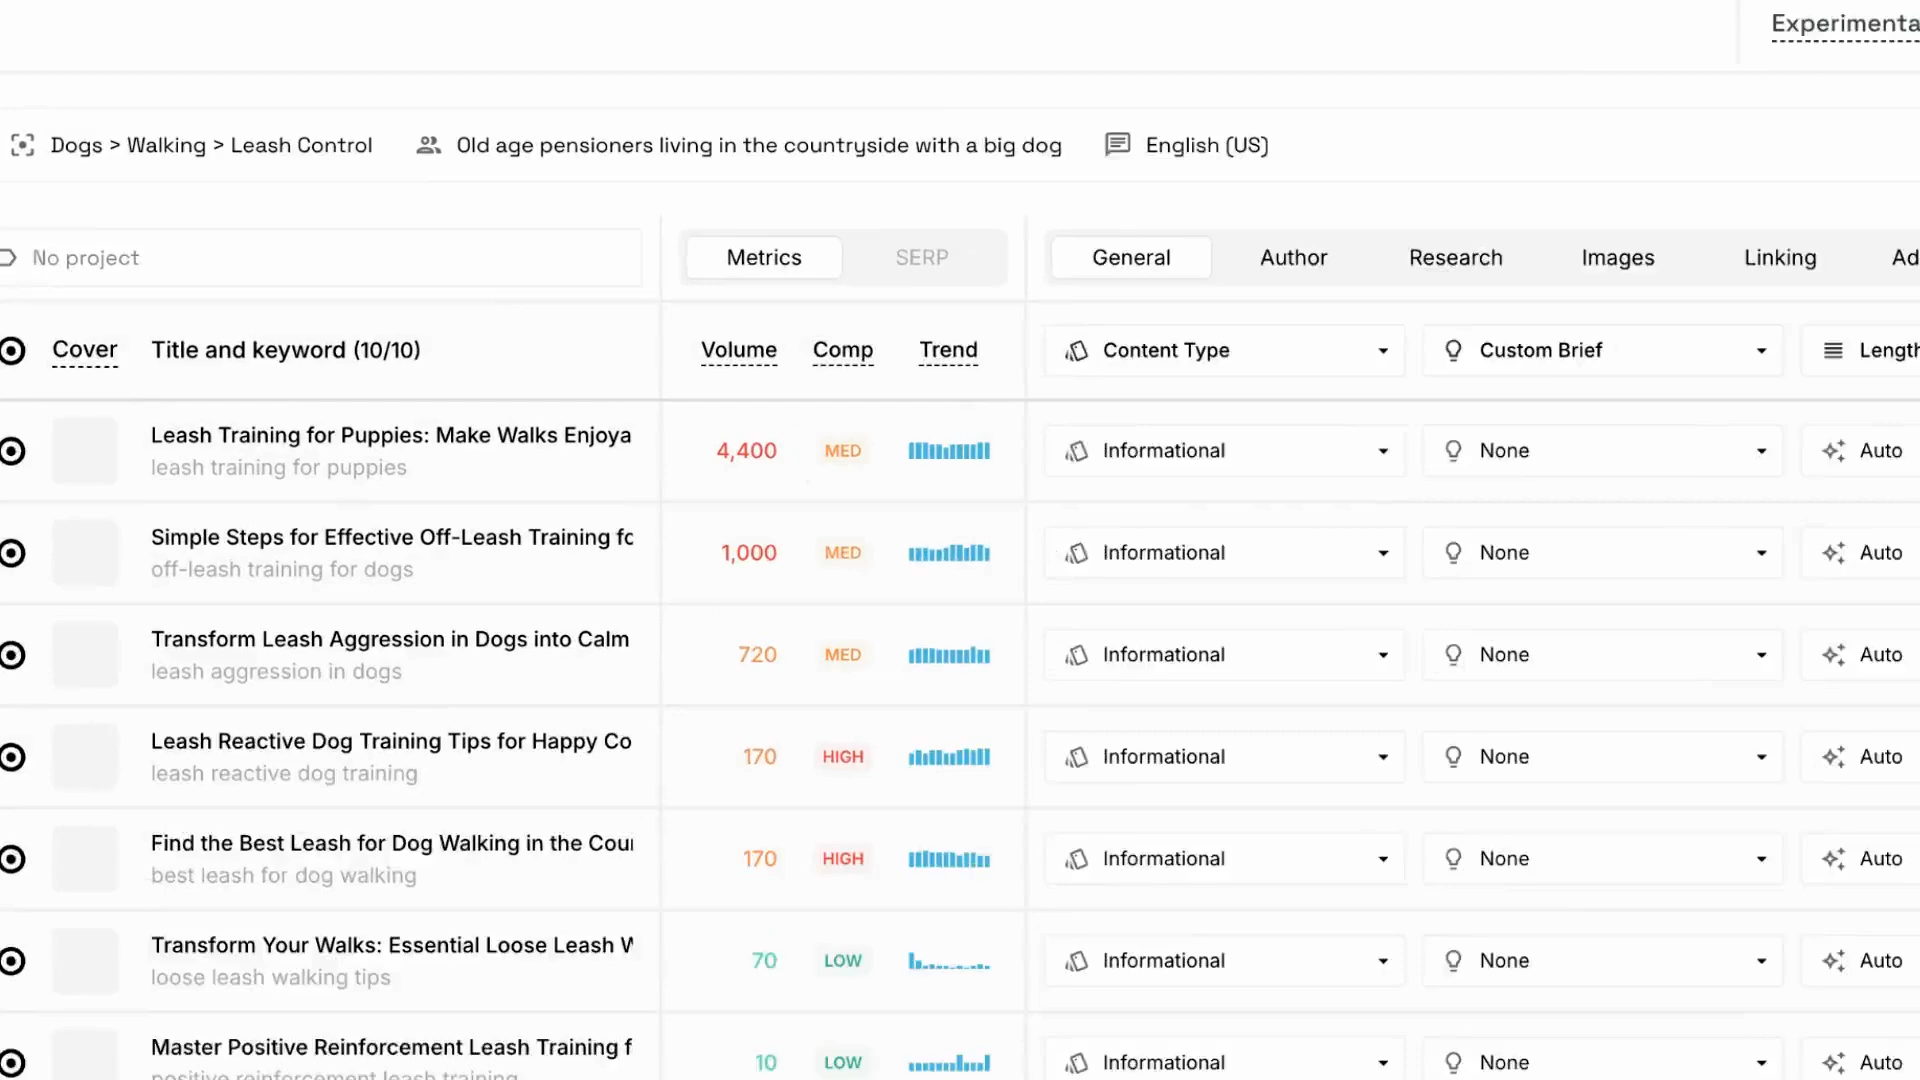 Experimenta
Dogs > Walking > Leash Control Old age pensioners living in the countryside with a big dog English (US)
No project Metrics SERP General Author Research Images Linking Ad
Cover Title and keyword (10/10) Volume Comp Trend Content Type Custom Brief Length
Leash Training for Puppies: Make Walks Enjoya
leash training for puppies
4,400 MED Informational None Auto
Simple Steps for Effective Off-Leash Training fo
off-leash training for dogs
1,000 MED Informational None Auto
Transform Leash Aggression in Dogs into Calm
leash aggression in dogs
720 MED Informational None Auto
Leash Reactive Dog Training Tips for Happy Co
leash reactive dog training
170 HIGH Informational None Auto
Find the Best Leash for Dog Walking in the Cou
best leash for dog walking
170 HIGH Informational None Auto
Transform Your Walks: Essential Loose Leash W
loose leash walking tips
70 LOW Informational None Auto
Master Positive Reinforcement Leash Training f
positive reinforcement leash training
10 LOW Informational None Auto